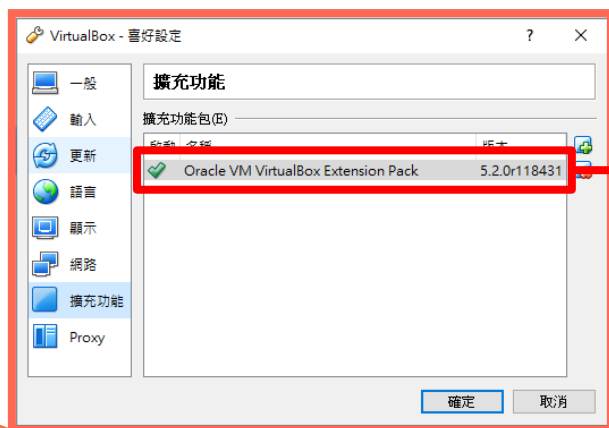 VirtualBox - 喜好設定 ?
一般
輸入
更新
語言
顯示
網路
擴充功能
Proxy
擴充功能
擴充功能包(E)
Oracle VM VirtualBox Extension Pack 5.2.0r118431
確定 取消